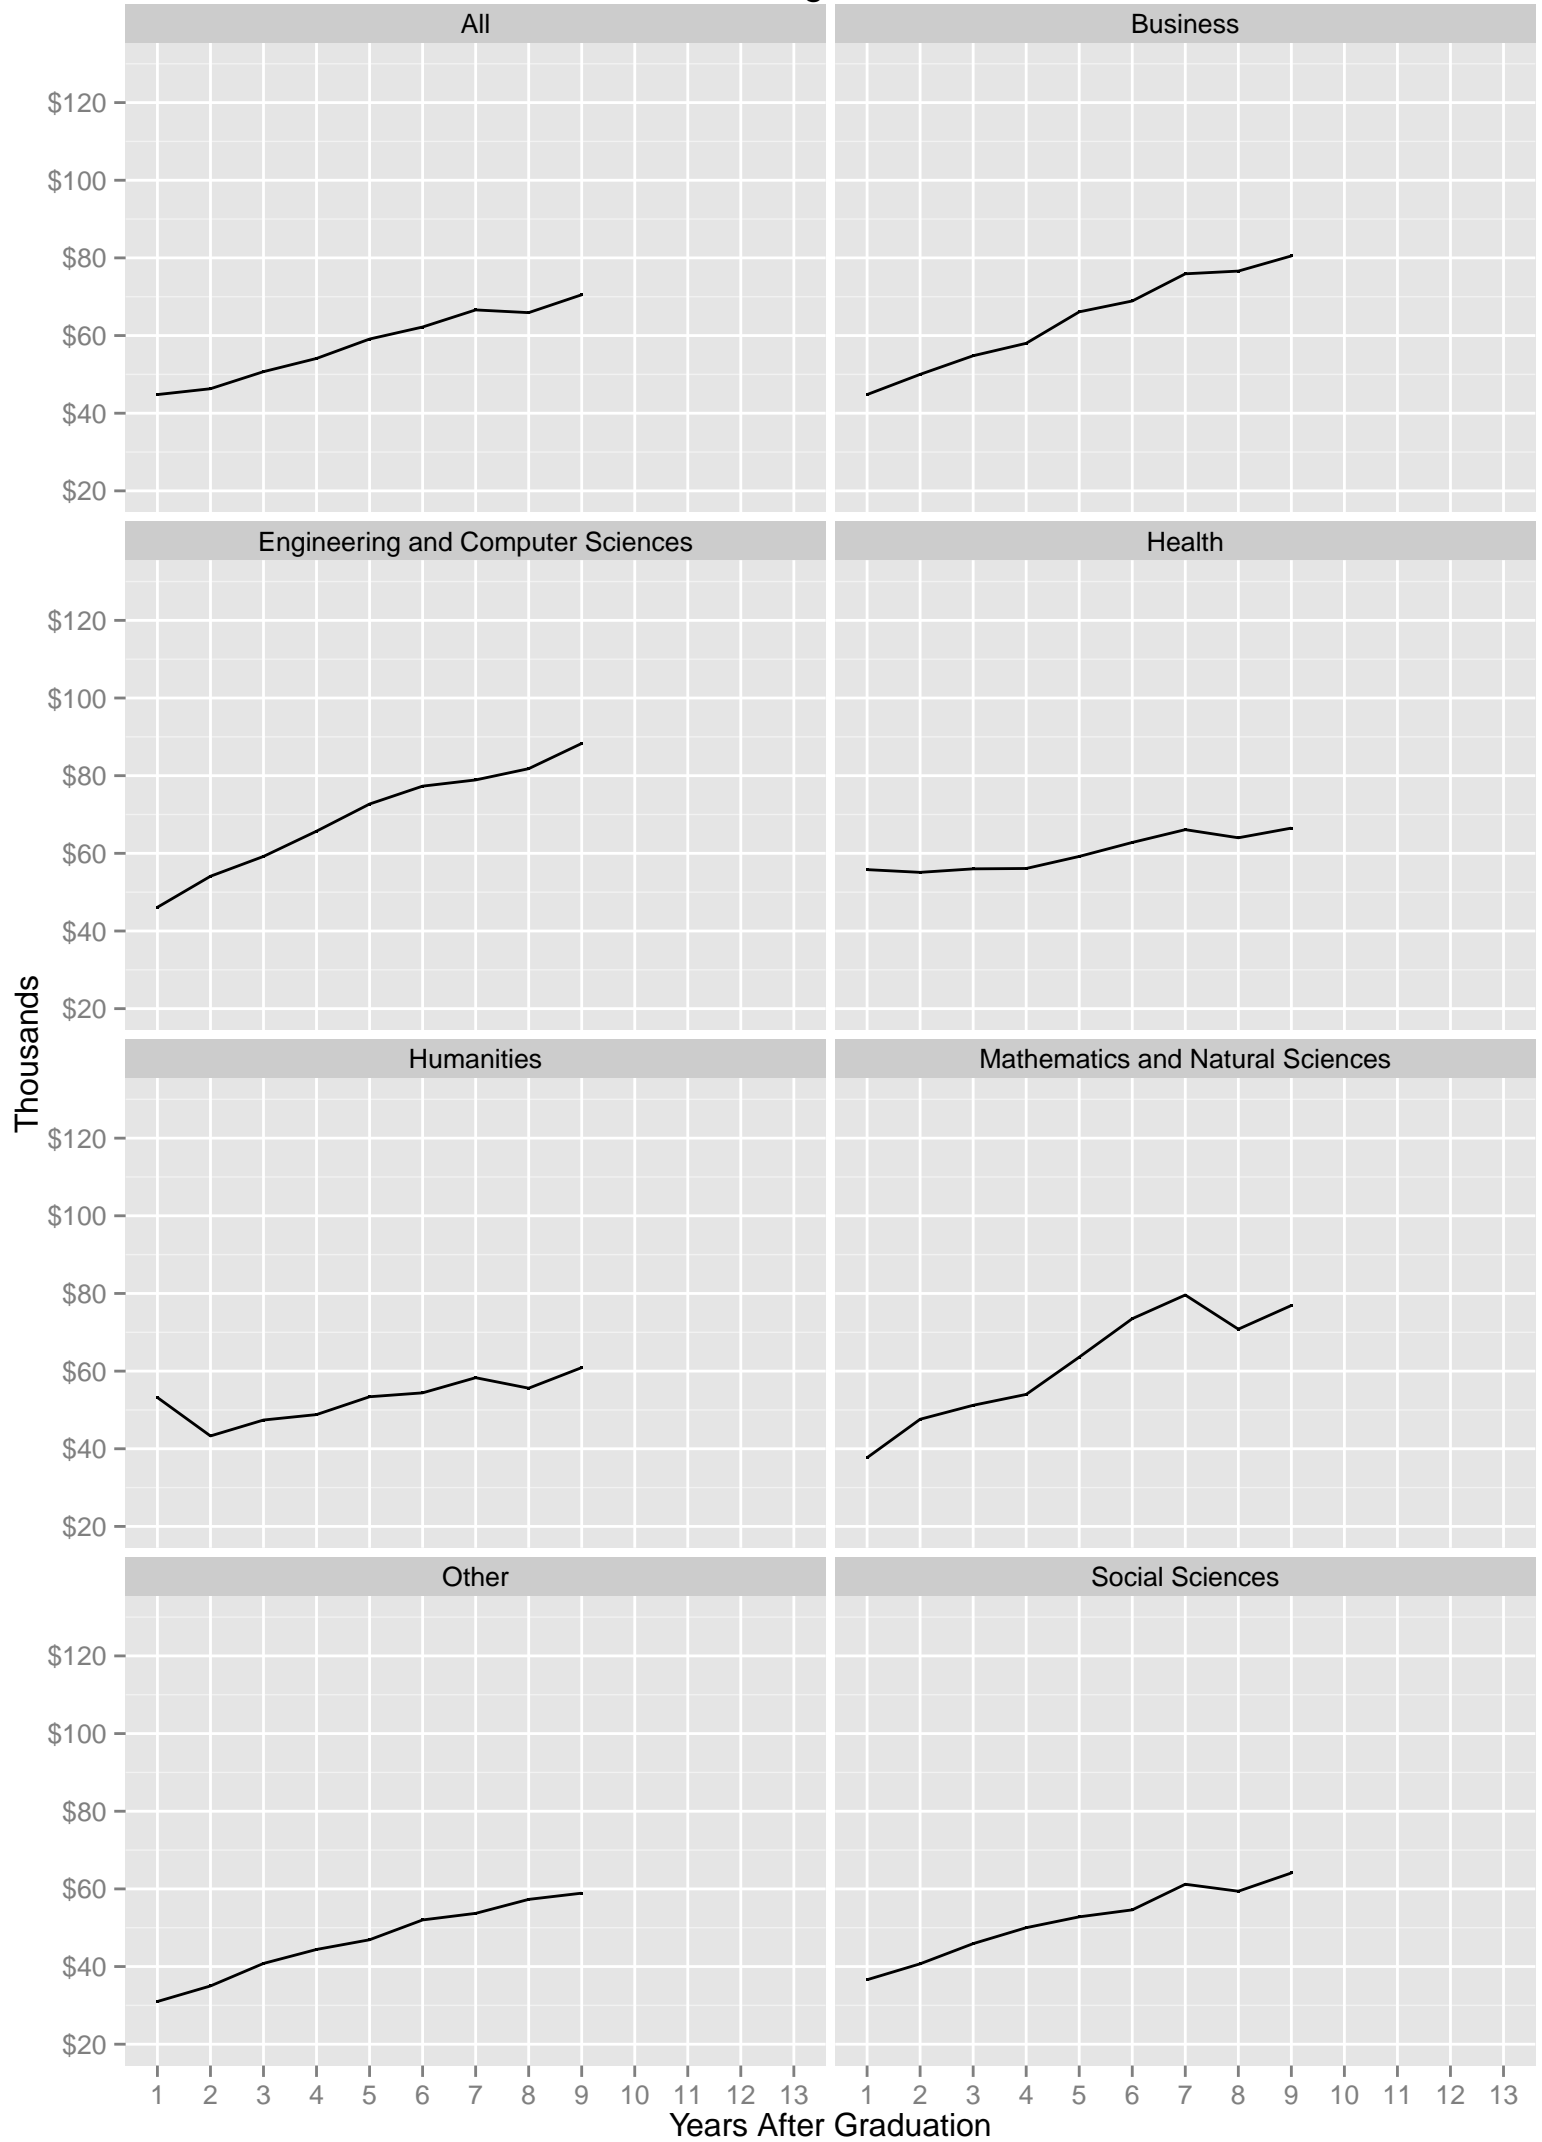 All
Business
$120
$100
$80
$60
$40
$20
Engineering and Computer Sciences
Health
$120
$100
$80
$60
$40
$20
Humanities
Mathematics and Natural Sciences
$120
$100
$80
$60
$40
$20
Other
Social Sciences
$120
$100
$80
$60
$40
$20
Thousands
1 2 3 4 5 6 7 8 9 10 11 12 13
1 2 3 4 5 6 7 8 9 10 11 12 13
Years After Graduation